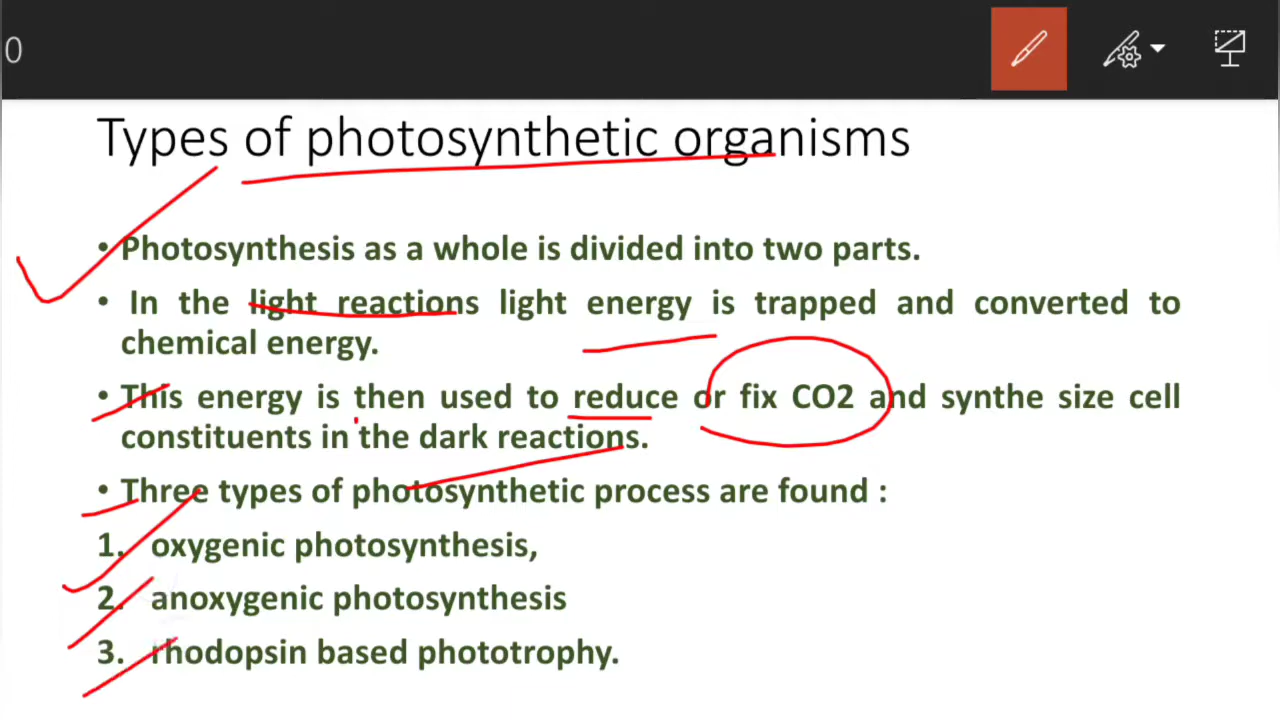 0
Types of photosynthetic organisms
• Photosynthesis as a whole is divided into two parts.
• In the light reactions light energy is trapped and converted to
chemical energy.
• This energy is then used to reduce or fix CO2 and synthe size cell
constituents in the dark reactions.
• Three types of photosynthetic process are found :
1. oxygenic photosynthesis,
2. anoxygenic photosynthesis
3. rhodopsin based phototrophy.